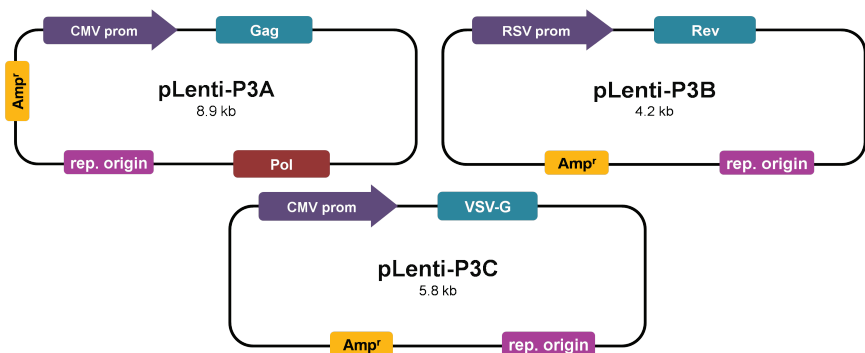 CMV prom
Gag
Ampʳ
pLenti-P3A
8.9 kb
rep. origin
Pol
RSV prom
Rev
pLenti-P3B
4.2 kb
Ampʳ
rep. origin
CMV prom
VSV-G
pLenti-P3C
5.8 kb
Ampʳ
rep. origin